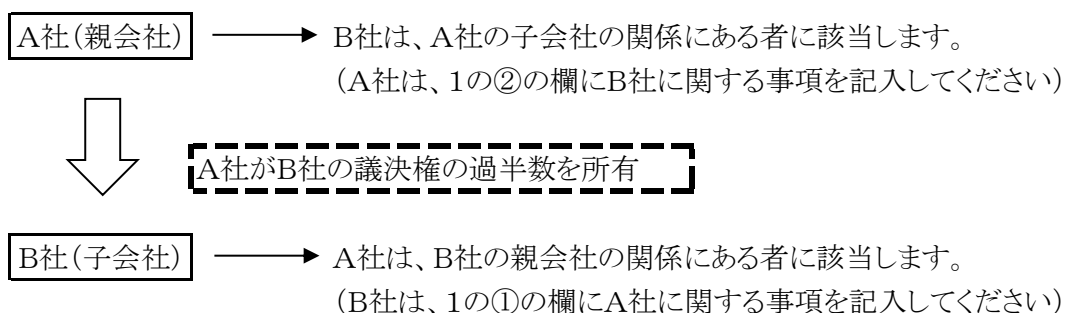 A社(親会社) B社は、A社の子会社の関係にある者に該当します。
(A社は、1の②の欄にB社に関する事項を記入してください)
A社がB社の議決権の過半数を所有
B社(子会社) A社は、B社の親会社の関係にある者に該当します。
(B社は、1の①の欄にA社に関する事項を記入してください)